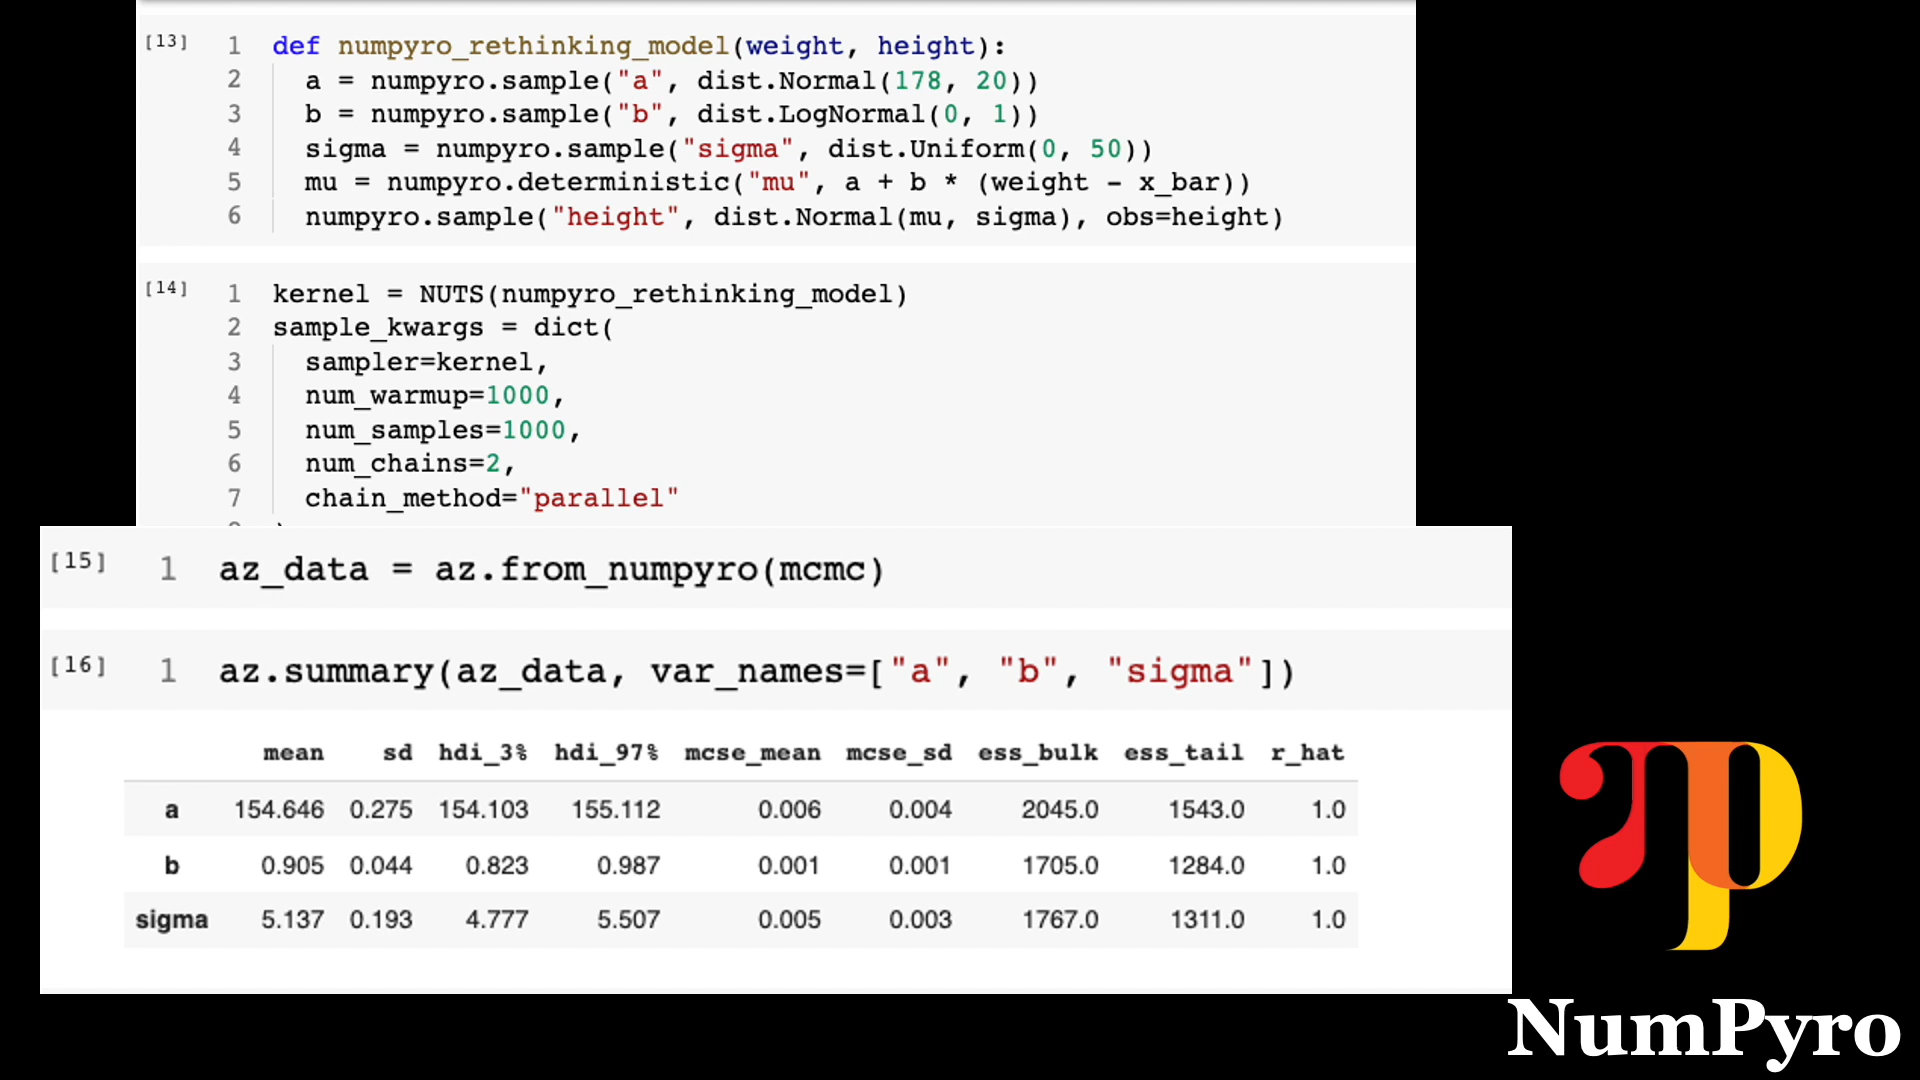 [13] 1 def numpyro_rethinking_model(weight, height):
2 a = numpyro.sample("a", dist.Normal(178, 20))
3 b = numpyro.sample("b", dist.LogNormal(0, 1))
4 sigma = numpyro.sample("sigma", dist.Uniform(0, 50))
5 mu = numpyro.deterministic("mu", a + b * (weight - x_bar))
6 numpyro.sample("height", dist.Normal(mu, sigma), obs=height)
[14] 1 kernel = NUTS(numpyro_rethinking_model)
2 sample_kwargs = dict(
3 sampler=kernel,
4 num_warmup=1000,
5 num_samples=1000,
6 num_chains=2,
7 chain_method="parallel"
[15] 1 az_data = az.from_numpyro(mcmc)
[16] 1 az.summary(az_data, var_names=["a", "b", "sigma"])
mean sd hdi_3% hdi_97% mcse_mean mcse_sd ess_bulk ess_tail r_hat
a 154.646 0.275 154.103 155.112 0.006 0.004 2045.0 1543.0 1.0
b 0.905 0.044 0.823 0.987 0.001 0.001 1705.0 1284.0 1.0
sigma 5.137 0.193 4.777 5.507 0.005 0.003 1767.0 1311.0 1.0
NumPyro